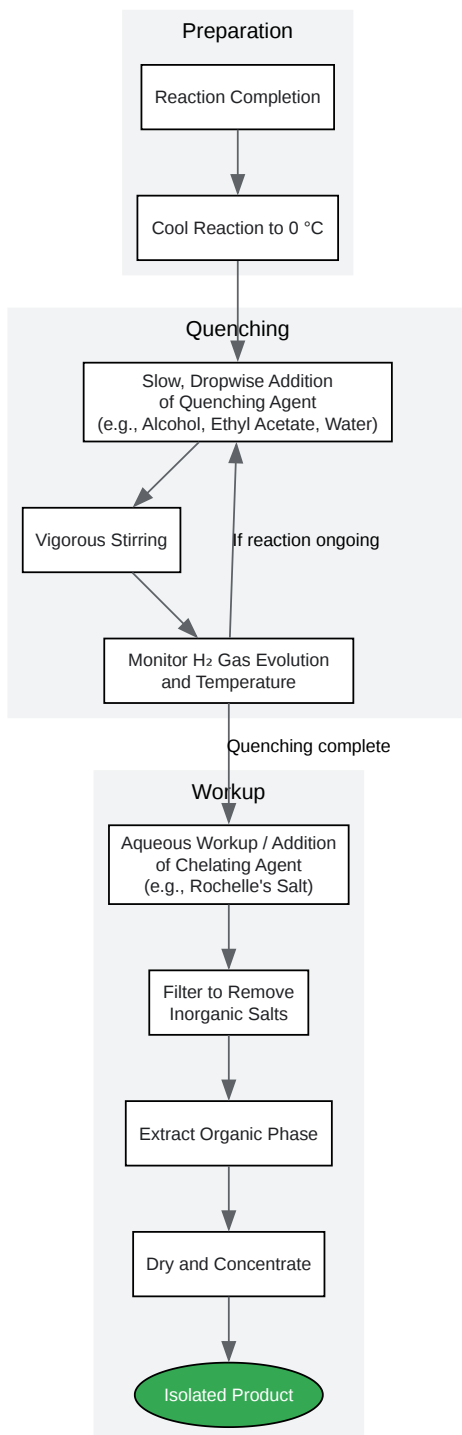 Preparation
Reaction Completion
Cool Reaction to 0 °C
Quenching
Slow, Dropwise Addition
of Quenching Agent
(e.g., Alcohol, Ethyl Acetate, Water)
Vigorous Stirring
If reaction ongoing
Monitor H₂ Gas Evolution
and Temperature
Quenching complete
Workup
Aqueous Workup / Addition
of Chelating Agent
(e.g., Rochelle's Salt)
Filter to Remove
Inorganic Salts
Extract Organic Phase
Dry and Concentrate
Isolated Product